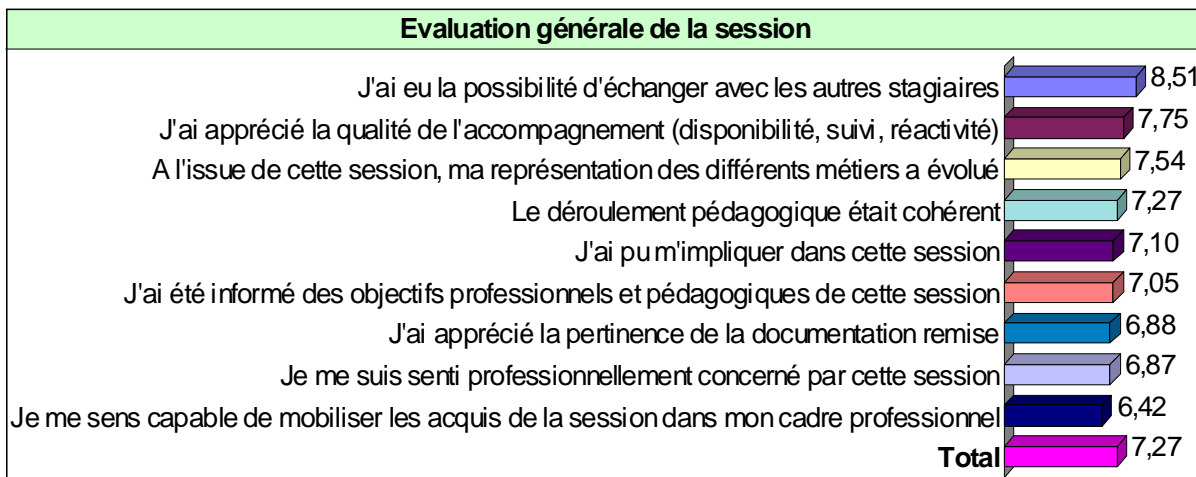 Evaluation générale de la session
J'ai eu la possibilité d'échanger avec les autres stagiaires 8,51
J'ai apprécié la qualité de l'accompagnement (disponibilité, suivi, réactivité) 7,75
A l'issue de cette session, ma représentation des différents métiers a évolué 7,54
Le déroulement pédagogique était cohérent 7,27
J'ai pu m'impliquer dans cette session 7,10
J'ai été informé des objectifs professionnels et pédagogiques de cette session 7,05
J'ai apprécié la pertinence de la documentation remise 6,88
Je me suis senti professionnellement concerné par cette session 6,87
Je me sens capable de mobiliser les acquis de la session dans mon cadre professionnel 6,42
Total 7,27